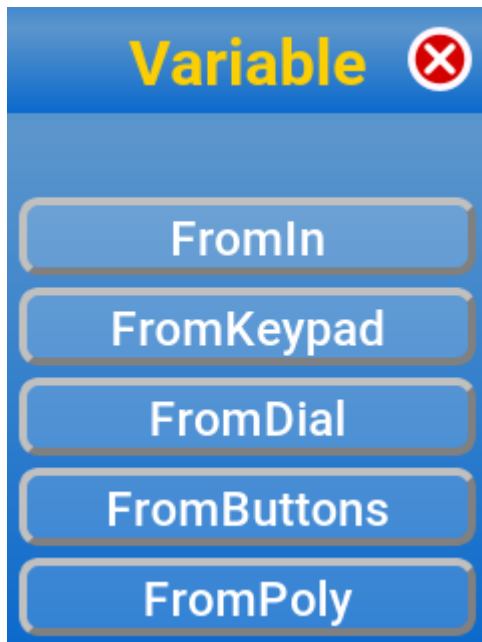 Variable
FromIn
FromKeypad
FromDial
FromButtons
FromPoly